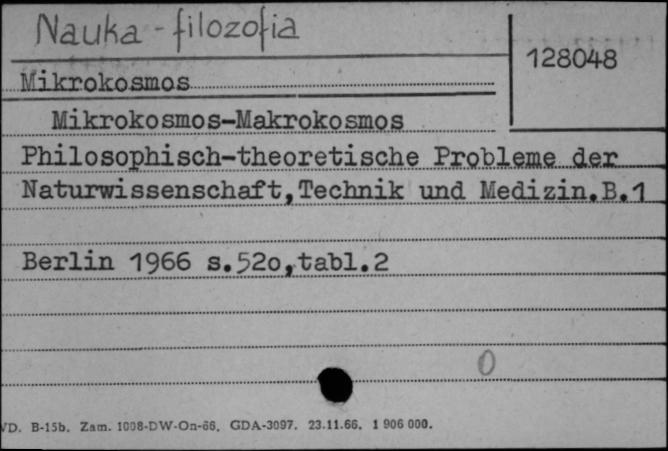 Nauka - filozofia
128048
Mikrokosmos
Mikrokosmos-Makrokosmos
Philosophisch-theoretische Probleme der
Naturwissenschaft,Technik und Medizin.B.1
Berlin 1966 s.52o,tabl.2
0
VD. B-15b. Zam. 1008-DW-On-66. GDA-3097. 23.11.66. 1 906 000.